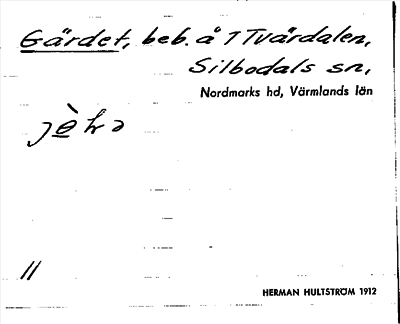 Gärdet, beb. å 1 Tvärdalen,
Silbodals sn,
Nordmarks hd, Värmlands län
11
HERMAN HULTSTRÖM 1912